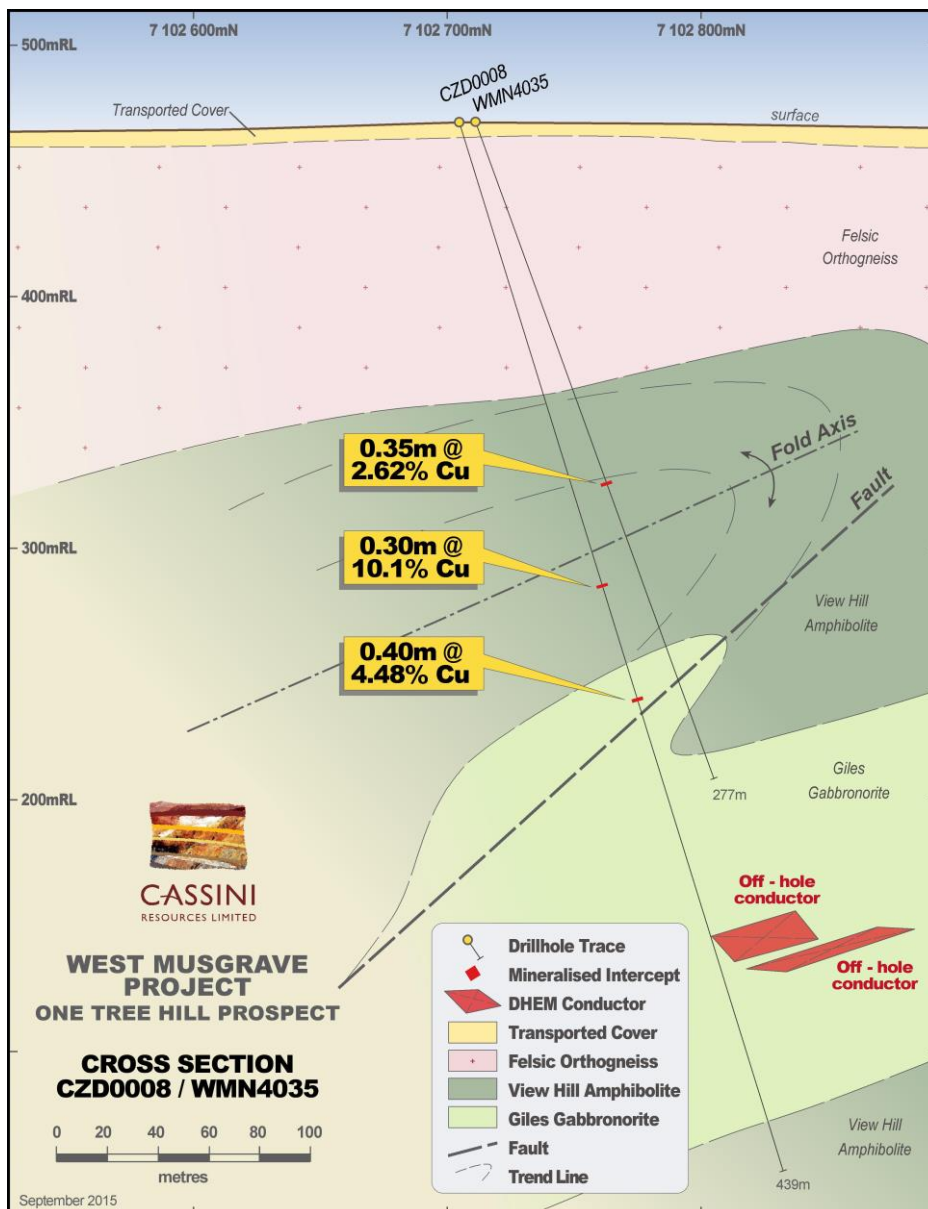 7 102 600mN
7 102 700mN
7 102 800mN
500mRL
CZD0008
WMN4035
Transported Cover
surface
Felsic
Orthogneiss
400mRL
0.35m @
2.62% Cu
Fold Axis
Fault
300mRL
0.30m @
10.1% Cu
View Hill
Amphibolite
0.40m @
4.48% Cu
200mRL
Giles
Gabbronorite
277m
CASSINI
RESOURCES LIMITED
Off - hole
conductor
Off - hole
conductor
WEST MUSGRAVE
PROJECT
ONE TREE HILL PROSPECT
CROSS SECTION
CZD0008 / WMN4035
0 20 40 60 80 100
metres
September 2015
Drillhole Trace
Mineralised Intercept
DHEM Conductor
Transported Cover
Felsic Orthogneiss
View Hill Amphibolite
Giles Gabbronorite
Fault
Trend Line
View Hill
Amphibolite
439m